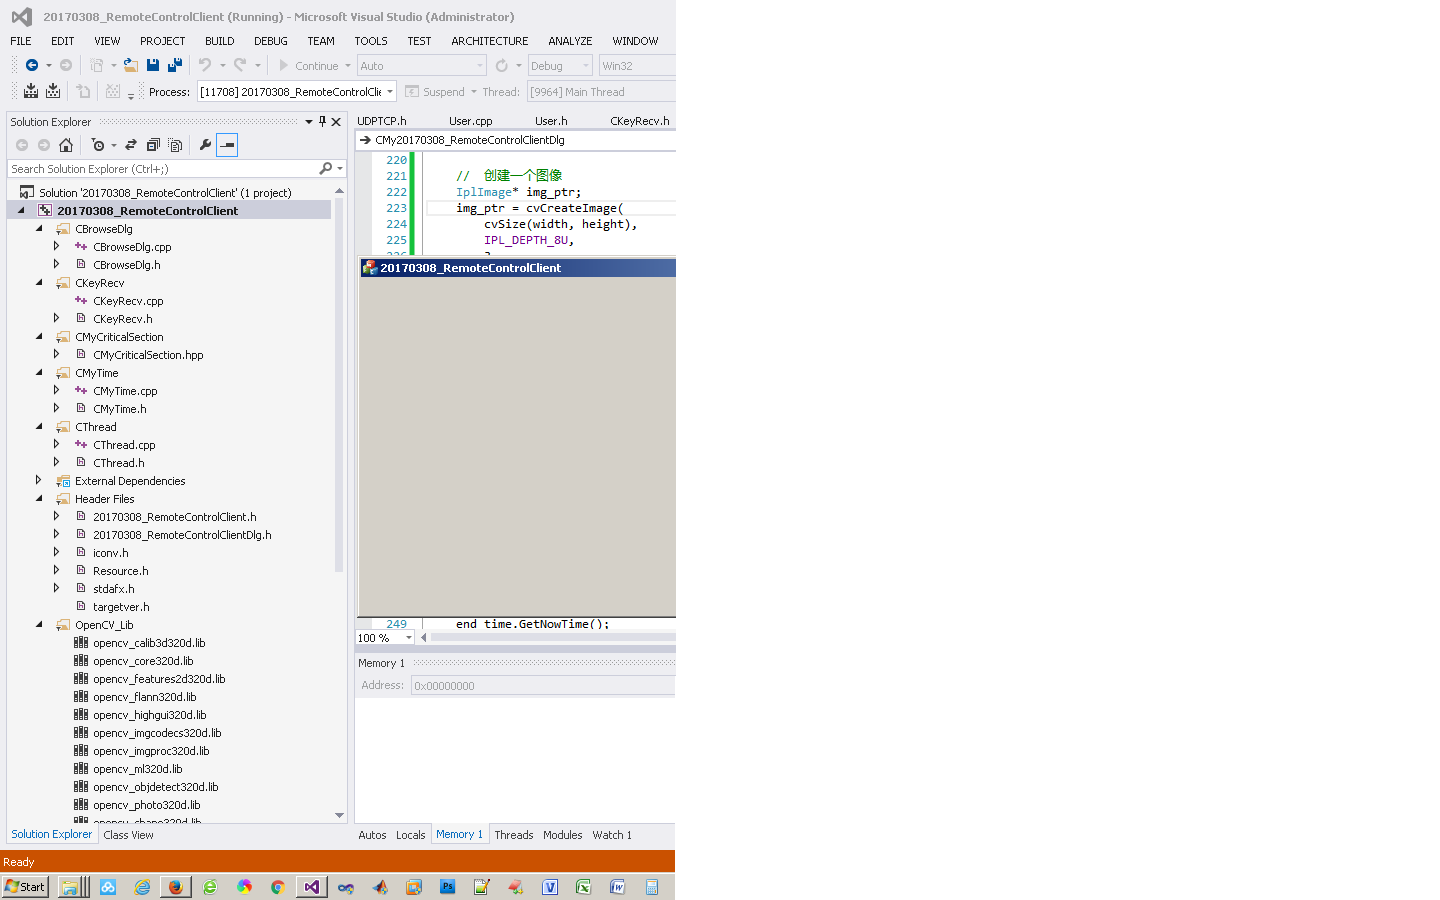 20170308_RemoteControlClient (Running) - Microsoft Visual Studio (Administrator)
FILE EDIT VIEW PROJECT BUILD DEBUG TEAM TOOLS TEST ARCHITECTURE ANALYZE WINDOW
Continue Auto Debug Win32
Process: [11708] 20170308_RemoteControlClie Suspend Thread: [9964] Main Thread
Solution Explorer
Search Solution Explorer (Ctrl+;)
Solution '20170308_RemoteControlClient' (1 project)
20170308_RemoteControlClient
CBrowseDlg
CBrowseDlg.cpp
CBrowseDlg.h
CKeyRecv
CKeyRecv.cpp
CKeyRecv.h
CMyCriticalSection
CMyCriticalSection.hpp
CMyTime
CMyTime.cpp
CMyTime.h
CThread
CThread.cpp
CThread.h
External Dependencies
Header Files
20170308_RemoteControlClient.h
20170308_RemoteControlClientDlg.h
iconv.h
Resource.h
stdafx.h
targetver.h
OpenCV_Lib
opencv_calib3d320d.lib
opencv_core320d.lib
opencv_features2d320d.lib
opencv_flann320d.lib
opencv_highgui320d.lib
opencv_imgcodecs320d.lib
opencv_imgproc320d.lib
opencv_ml320d.lib
opencv_objdetect320d.lib
opencv_photo320d.lib
Solution Explorer Class View
UDPTCP.h User.cpp User.h CKeyRecv.h
CMy20170308_RemoteControlClientDlg
220
221 // 创建一个图像
222 IplImage* img_ptr;
223 img_ptr = cvCreateImage(
224 cvSize(width, height),
225 IPL_DEPTH_8U,
20170308_RemoteControlClient
249 end_time.GetNowTime();
100 %
Memory 1
Address: 0x00000000
Autos Locals Memory 1 Threads Modules Watch 1
Ready
Start